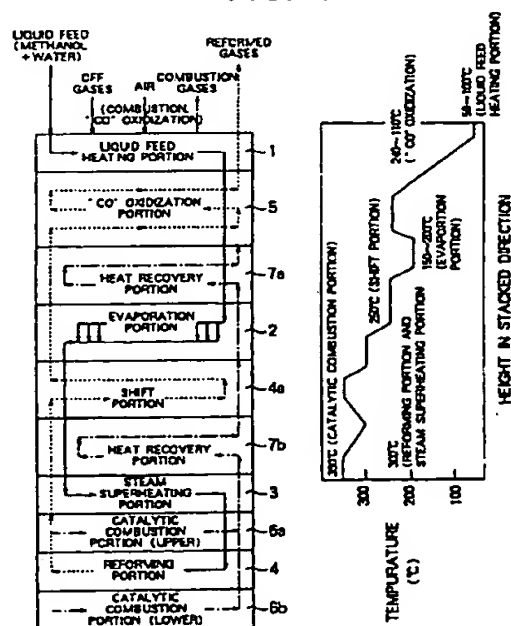 LIQUID FEED
(METHANOL
+WATER)
REFORMED
GASES
OFF
GASES
AIR
COMBUSTION
GASES
(COMBUSTION,
"CO" OXIDIZATION)
LIQUID FEED
HEATING PORTION
1
"CO" OXIDIZATION
PORTION
5
HEAT RECOVERY PORTION
7a
EVAPORATION
PORTION
2
SHIFT
PORTION
4a
HEAT RECOVERY PORTION
7b
STEAM
SUPERHEATING
PORTION
3
CATALYTIC
COMBUSTION
PORTION (UPPER)
6a
REFORMING
PORTION
4
CATALYTIC
COMBUSTION
PORTION (LOWER)
6b
(CATALYTIC COMBUSTION PORTION)
300°C
(REFORMING PORTION AND
STEAM SUPERHEATING PORTION
250°C (SHIFT PORTION)
150~200°C
(EVAPORTION
PORTION)
240~110°C
("CO" OXIDIZATION)
50~100°C
(LIQUID FEED
HEATING PORTION)
300
200
100
TEMPURATURE
(°C)
HEIGHT IN STACKED DIRECTION